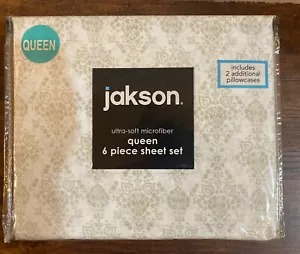 QUEEN
includes
2 additional
pillowcases
jakson.
ultra-soft microfiber
queen
6 piece sheet set